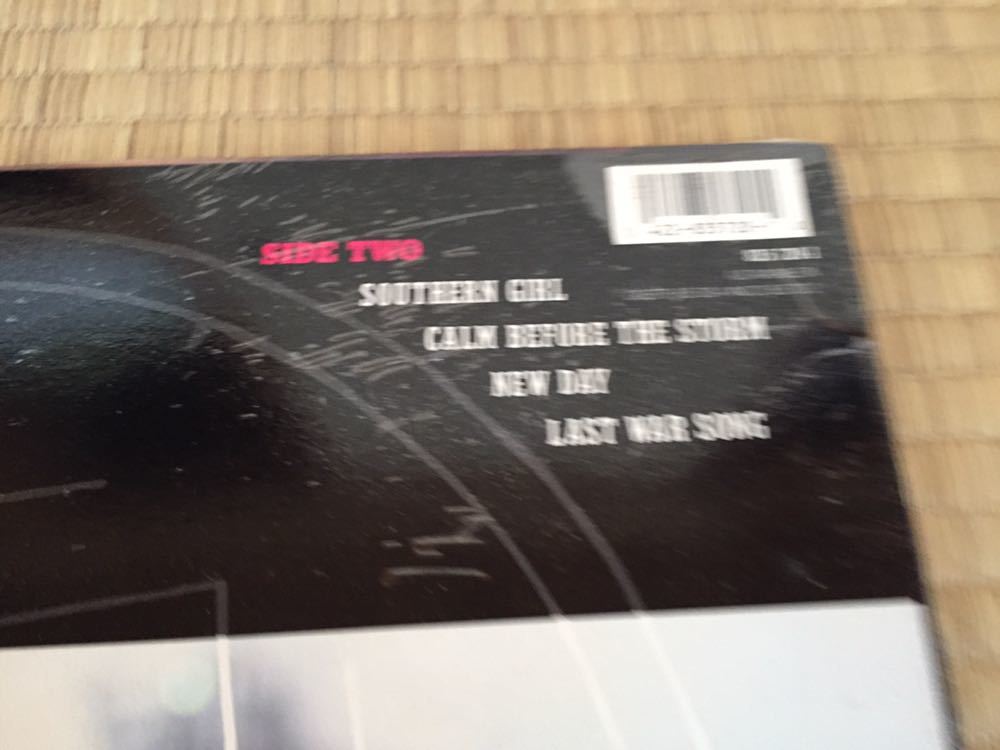 SIDE TWO
SOUTHERN GIRL
CALM BEFORE THE STORM
NEW DAY
LAST WAR SONG